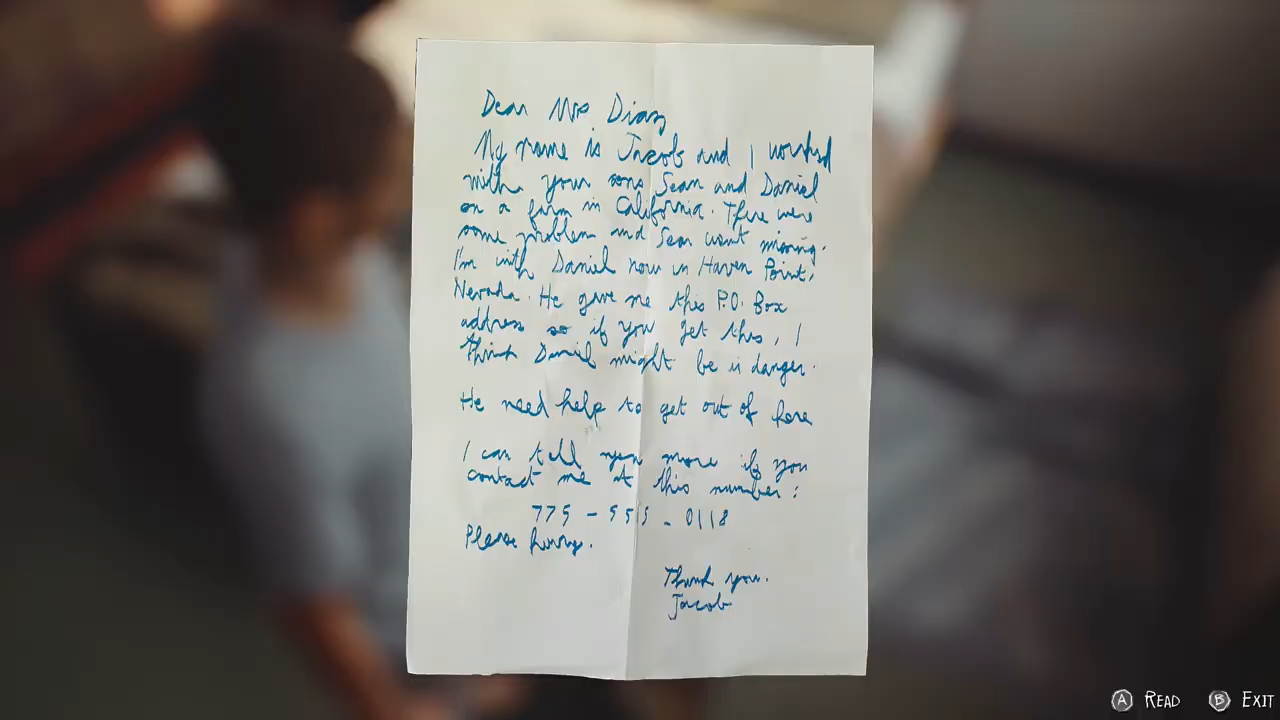 Dear Mrs Diaz
My name is Jacob and I worked
with your sons Sean and Daniel
on a farm in California. There were
some problem and Sean went missing.
I'm with Daniel now in Haven Point,
Nevada. He gave me this P.O. Box
address so if you get this, I
think Daniel might be in danger.
He need help to get out of here
I can tell you more if you
contact me at this number:
775-555-0118
Please hurry.
Thank you.
Jacob
A READ B EXIT